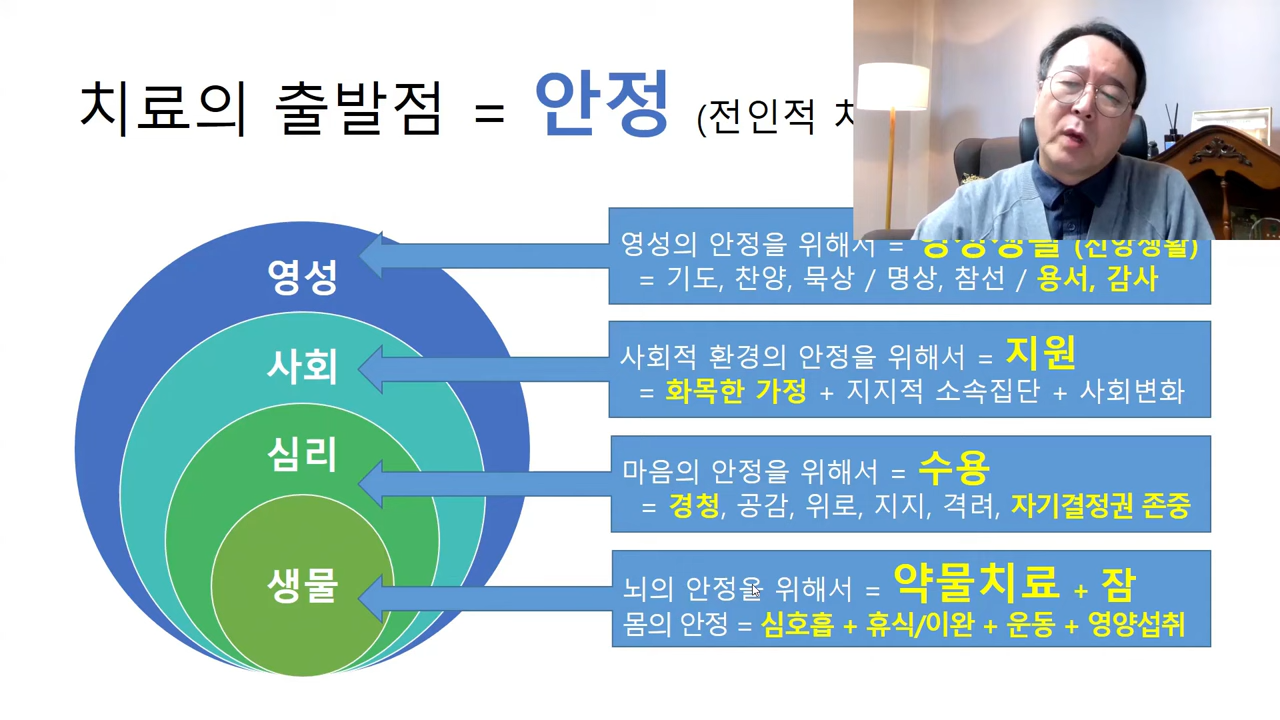 치료의 출발점 = 안정 (전인적
영성
사회
심리
생물
영성의 안정을 위해서 = (신앙생활)
= 기도, 찬양, 묵상 / 명상, 참선 / 용서, 감사
사회적 환경의 안정을 위해서 = 지원
= 화목한 가정 + 지지적 소속집단 + 사회변화
마음의 안정을 위해서 = 수용
= 경청, 공감, 위로, 지지, 격려, 자기결정권 존중
뇌의 안정을 위해서 = 약물치료 + 잠
몸의 안정 = 심호흡 + 휴식/이완 + 운동 + 영양섭취